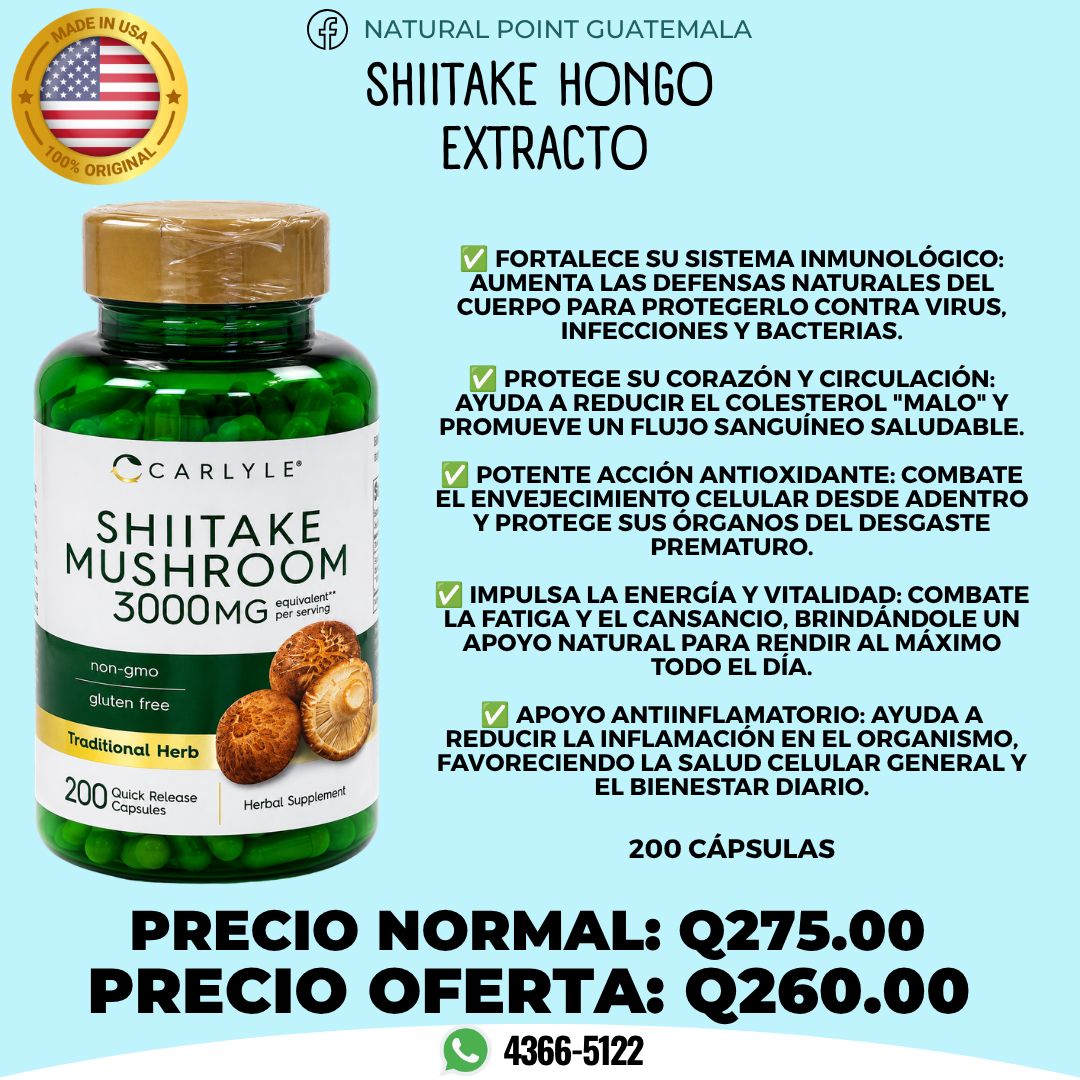 MADE IN USA
100% ORIGINAL
NATURAL POINT GUATEMALA
SHIITAKE HONGO
EXTRACTO
✅ FORTALECE SU SISTEMA INMUNOLÓGICO:
AUMENTA LAS DEFENSAS NATURALES DEL
CUERPO PARA PROTEGERLO CONTRA VIRUS,
INFECCIONES Y BACTERIAS.
✅ PROTEGE SU CORAZÓN Y CIRCULACIÓN:
AYUDA A REDUCIR EL COLESTEROL "MALO" Y
PROMUEVE UN FLUJO SANGUÍNEO SALUDABLE.
✅ POTENTE ACCIÓN ANTIOXIDANTE: COMBATE
EL ENVEJECIMIENTO CELULAR DESDE ADENTRO
Y PROTEGE SUS ÓRGANOS DEL DESGASTE
PREMATURO.
✅ IMPULSA LA ENERGÍA Y VITALIDAD: COMBATE
LA FATIGA Y EL CANSANCIO, BRINDÁNDOLE UN
APOYO NATURAL PARA RENDIR AL MÁXIMO
TODO EL DÍA.
✅ APOYO ANTIINFLAMATORIO: AYUDA A
REDUCIR LA INFLAMACIÓN EN EL ORGANISMO,
FAVORECIENDO LA SALUD CELULAR GENERAL Y
EL BIENESTAR DIARIO.
200 CÁPSULAS
CARLYLE®
SHIITAKE
MUSHROOM
3000MG equivalent**
per serving
non-gmo
gluten free
Traditional Herb
200 Quick Release
Capsules
Herbal Supplement
PRECIO NORMAL: Q275.00
PRECIO OFERTA: Q260.00
4366-5122